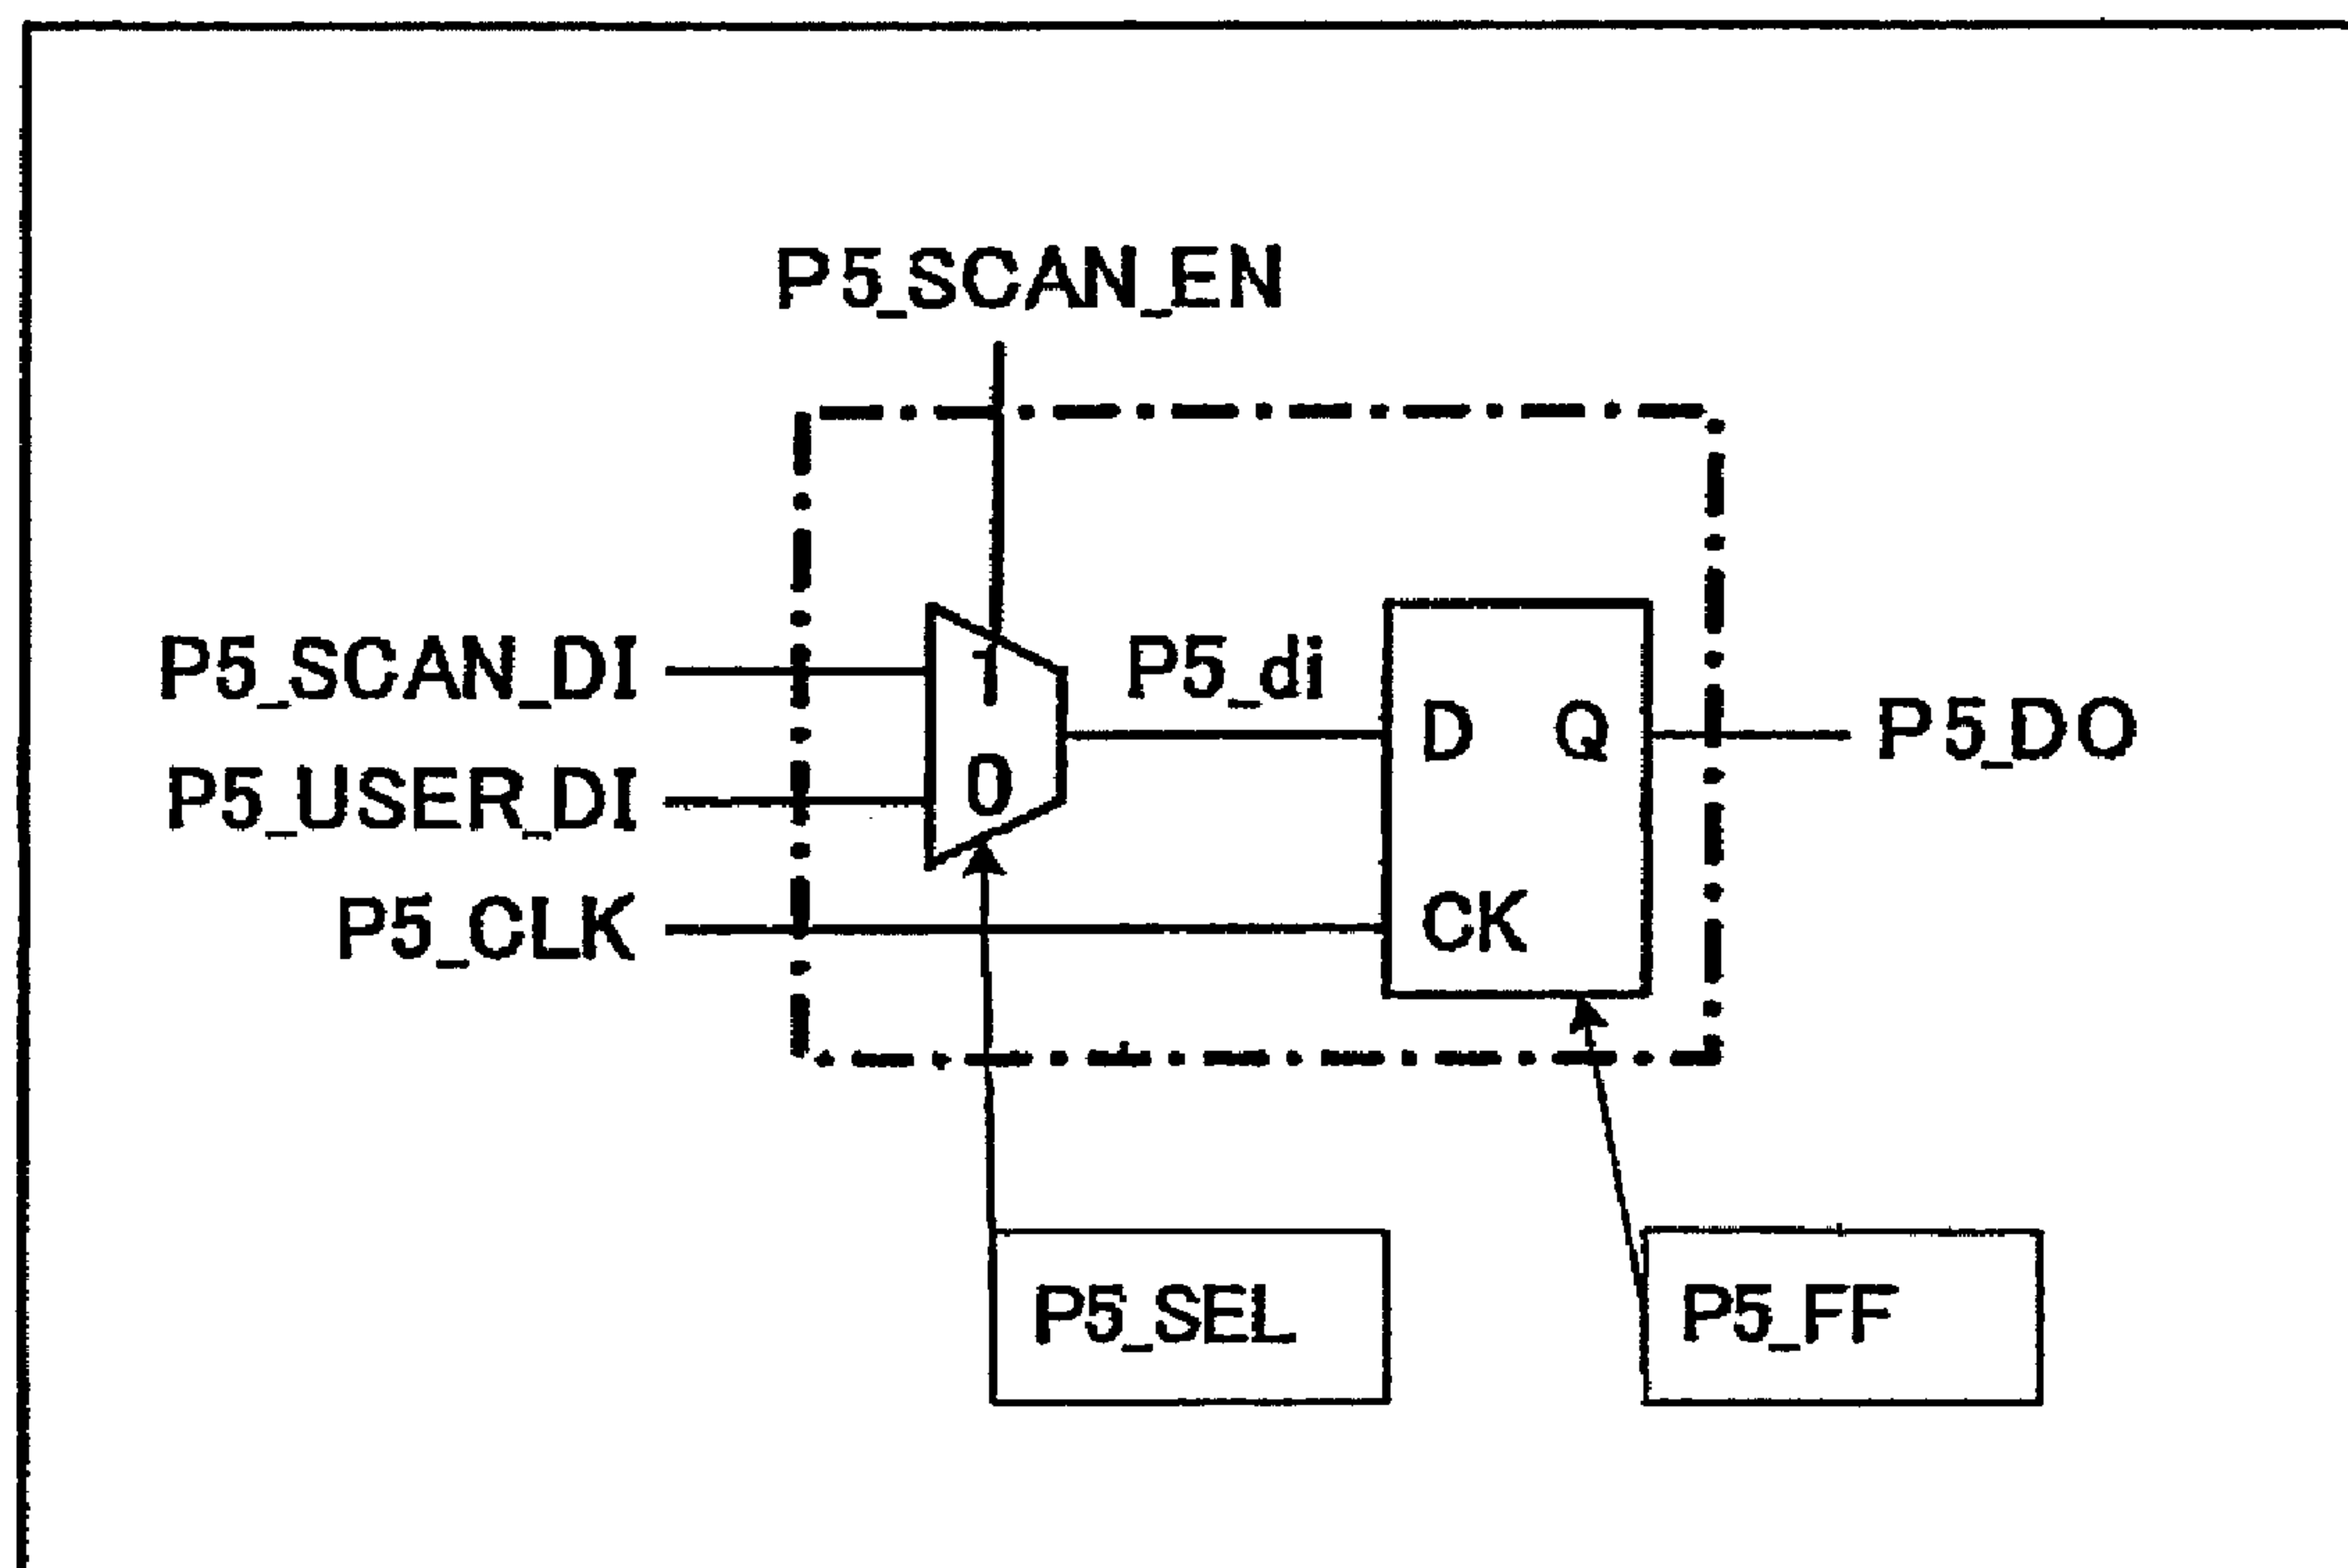 P5_SCAN_EN
P5_SCAN_DI
1
P5_di
P5_USER_DI
0
D Q
P5_DO
P5_CLK
CK
P5_SEL
P5_FF